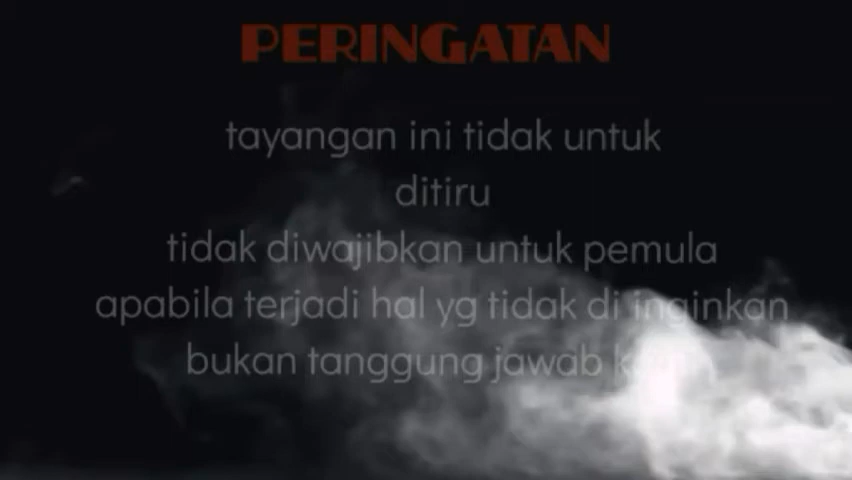 PERINGATAN
tayangan ini tidak untuk
ditiru
tidak diwajibkan untuk pemula
apabila terjadi hal yg tidak di inginkan
bukan tanggung jawab